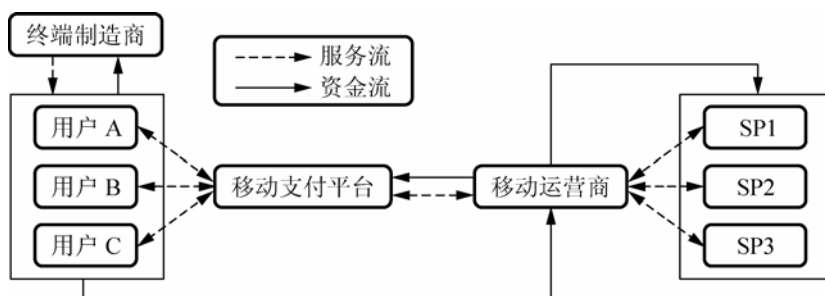 终端制造商
服务流
资金流
用户 A
用户 B
用户 C
移动支付平台
移动运营商
SP1
SP2
SP3